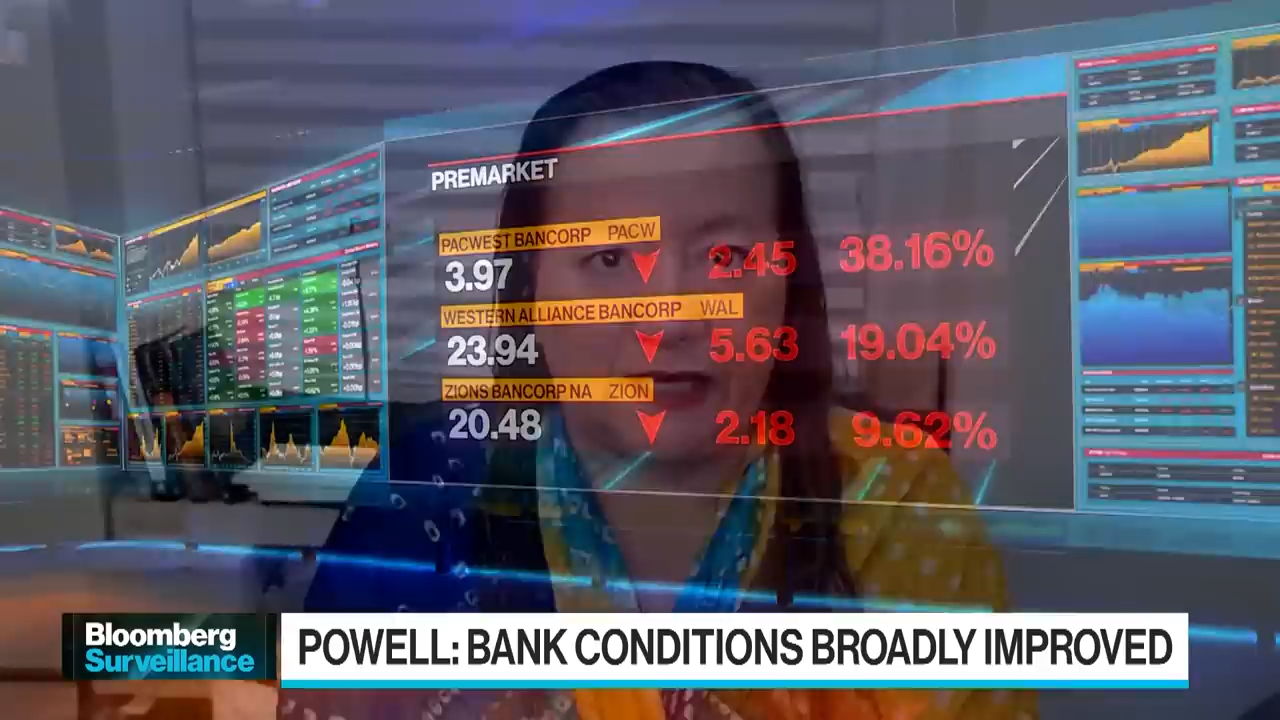 PREMARKET
PACWEST BANCORP PACW
3.97 2.45 38.16%
WESTERN ALLIANCE BANCORP WAL
23.94 5.63 19.04%
ZIONS BANCORP NA ZION
20.48 2.18 9.62%
Bloomberg
Surveillance
POWELL: BANK CONDITIONS BROADLY IMPROVED